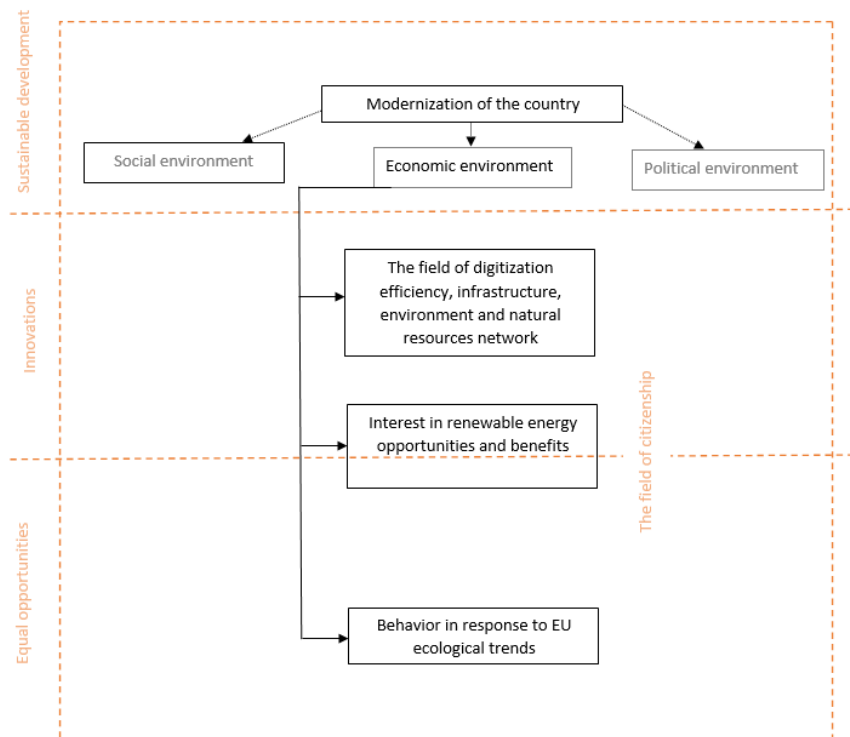 Sustainable development
Modernization of the country
Social environment
Economic environment
Political environment
Innovations
The field of digitization
efficiency, infrastructure,
environment and natural
resources network
Interest in renewable energy
opportunities and benefits
The field of citizenship
Equal opportunities
Behavior in response to EU
ecological trends